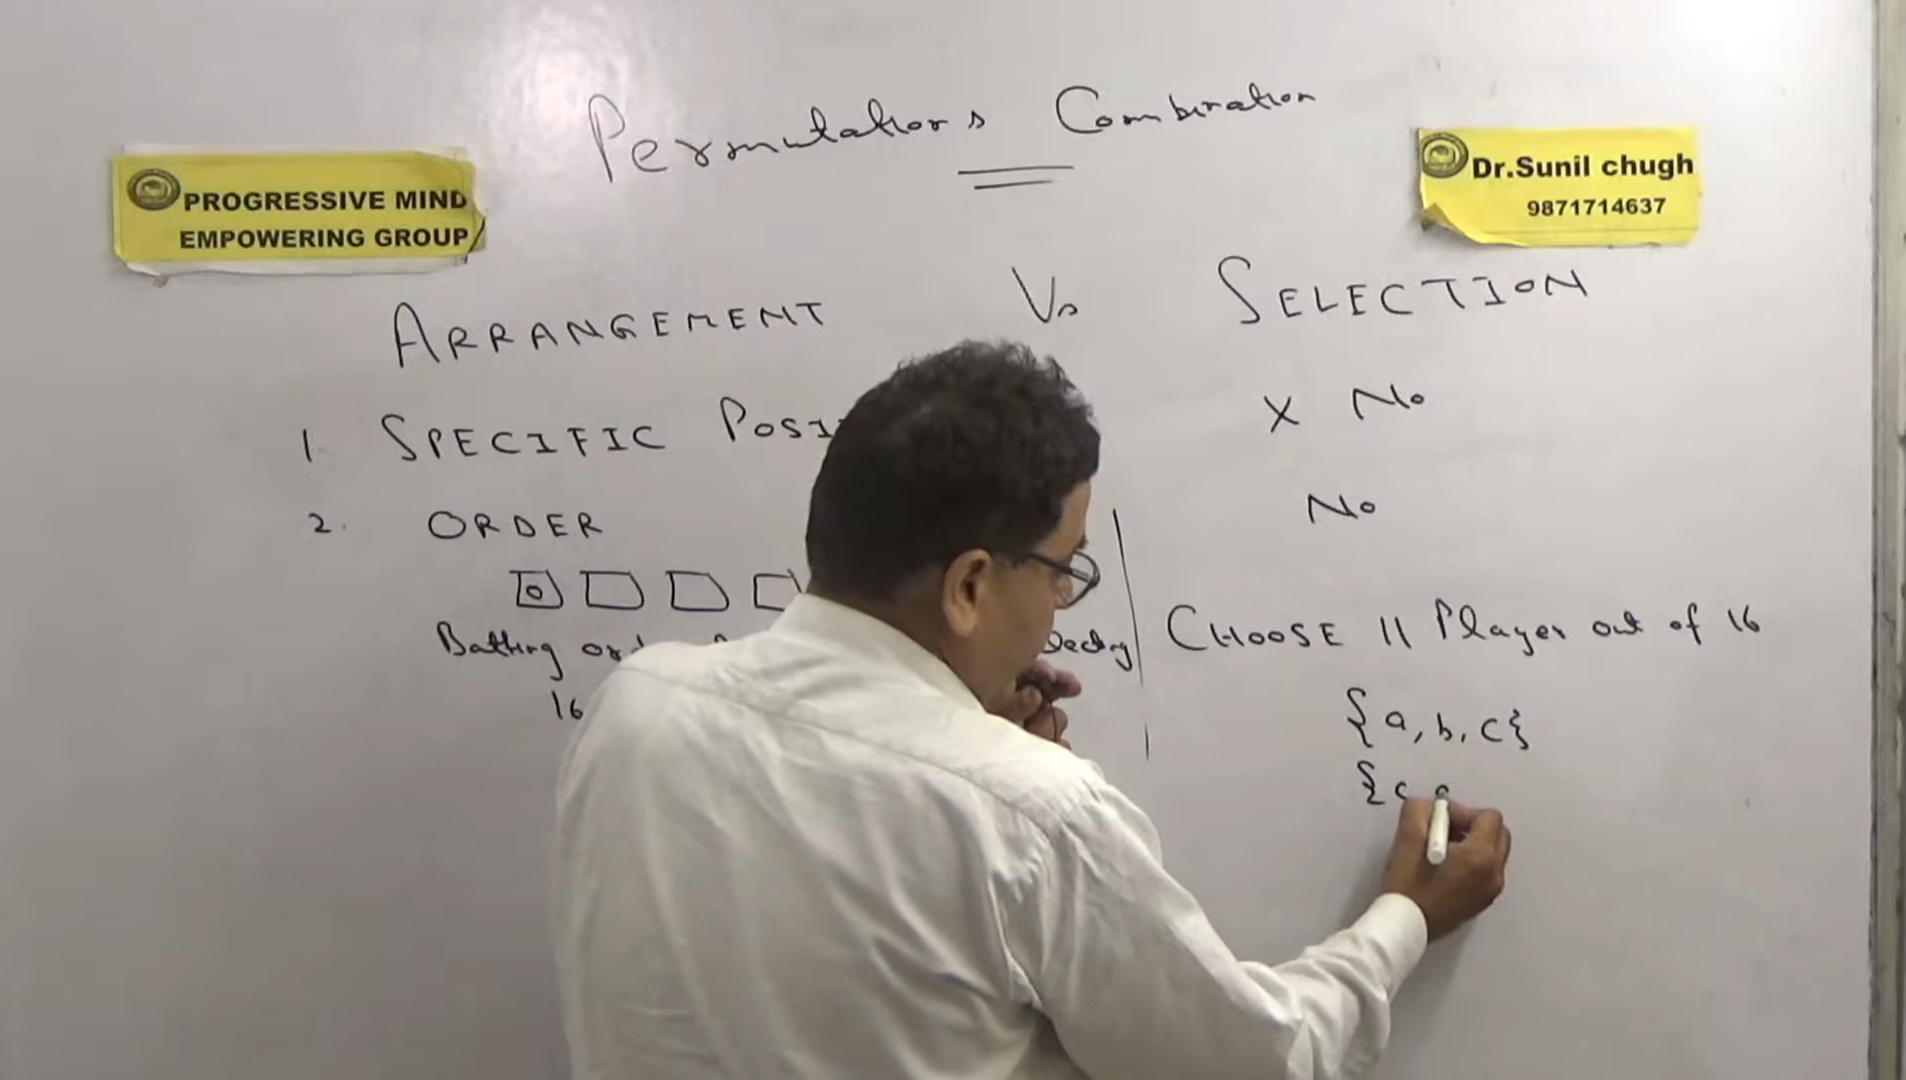 Permutations Combination
PROGRESSIVE MIND
EMPOWERING GROUP
Dr.Sunil chugh
9871714637
ARRANGEMENT Vs SELECTION
1. SPECIFIC X No
2. ORDER No
Batting CHOOSE 11 Player out of 16
16
{a, b, c}
{c